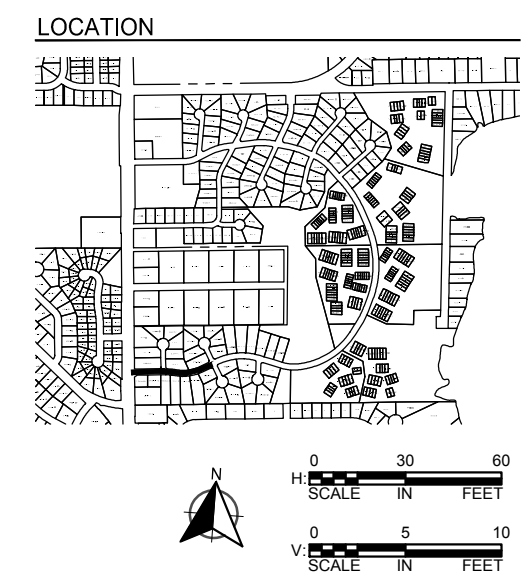 LOCATION
N
0 30 60
H:
SCALE IN FEET
0 5 10
V:
SCALE IN FEET